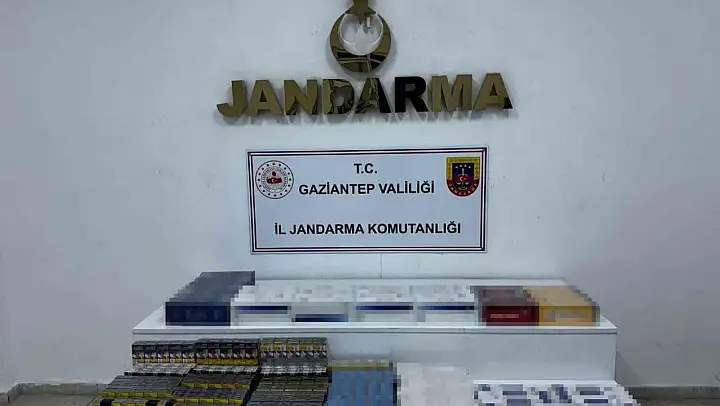 JANDARMA
T.C.
GAZİANTEP VALİLİĞİ
İL JANDARMA KOMUTANLIĞI